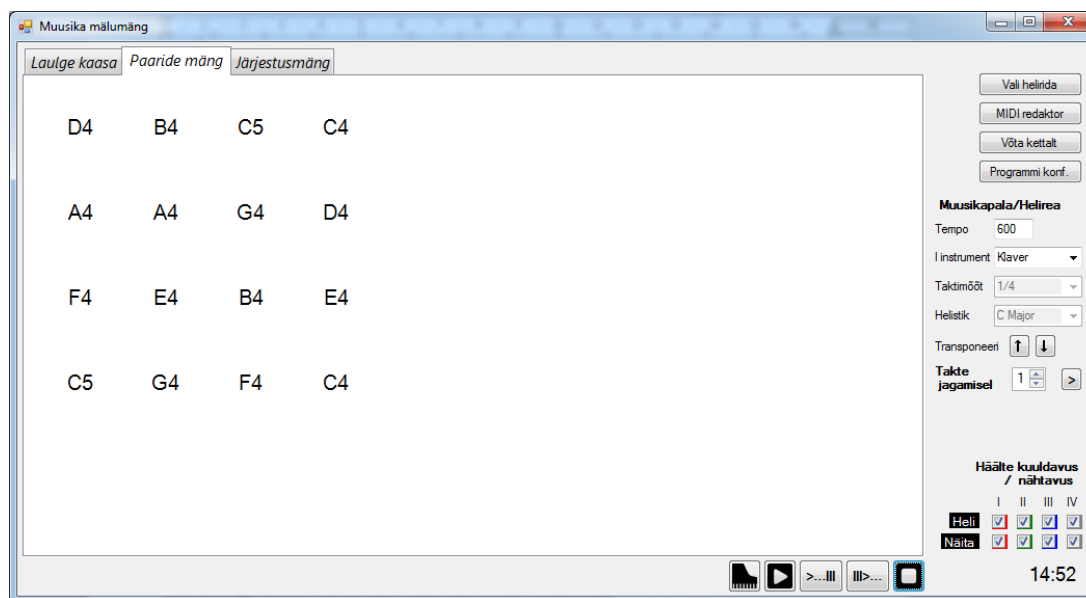 Muusika mälumäng
Laulge kaasa Paaride mäng Järjestusmäng
D4 B4 C5 C4
A4 A4 G4 D4
F4 E4 B4 E4
C5 G4 F4 C4
Vali helirida
MIDI redaktor
Võta kettalt
Programmi konf.
Muusikapala/Helirea
Tempo 600
I instrument Klaver
Taktimõõt 1/4
Helistik C Major
Transponeeri ↑ ↓
Takte
jagamisel 1 >
Häälte kuuldavus
/ nähtavus
I II III IV
Heli
Näita
>...III III>...
14:52